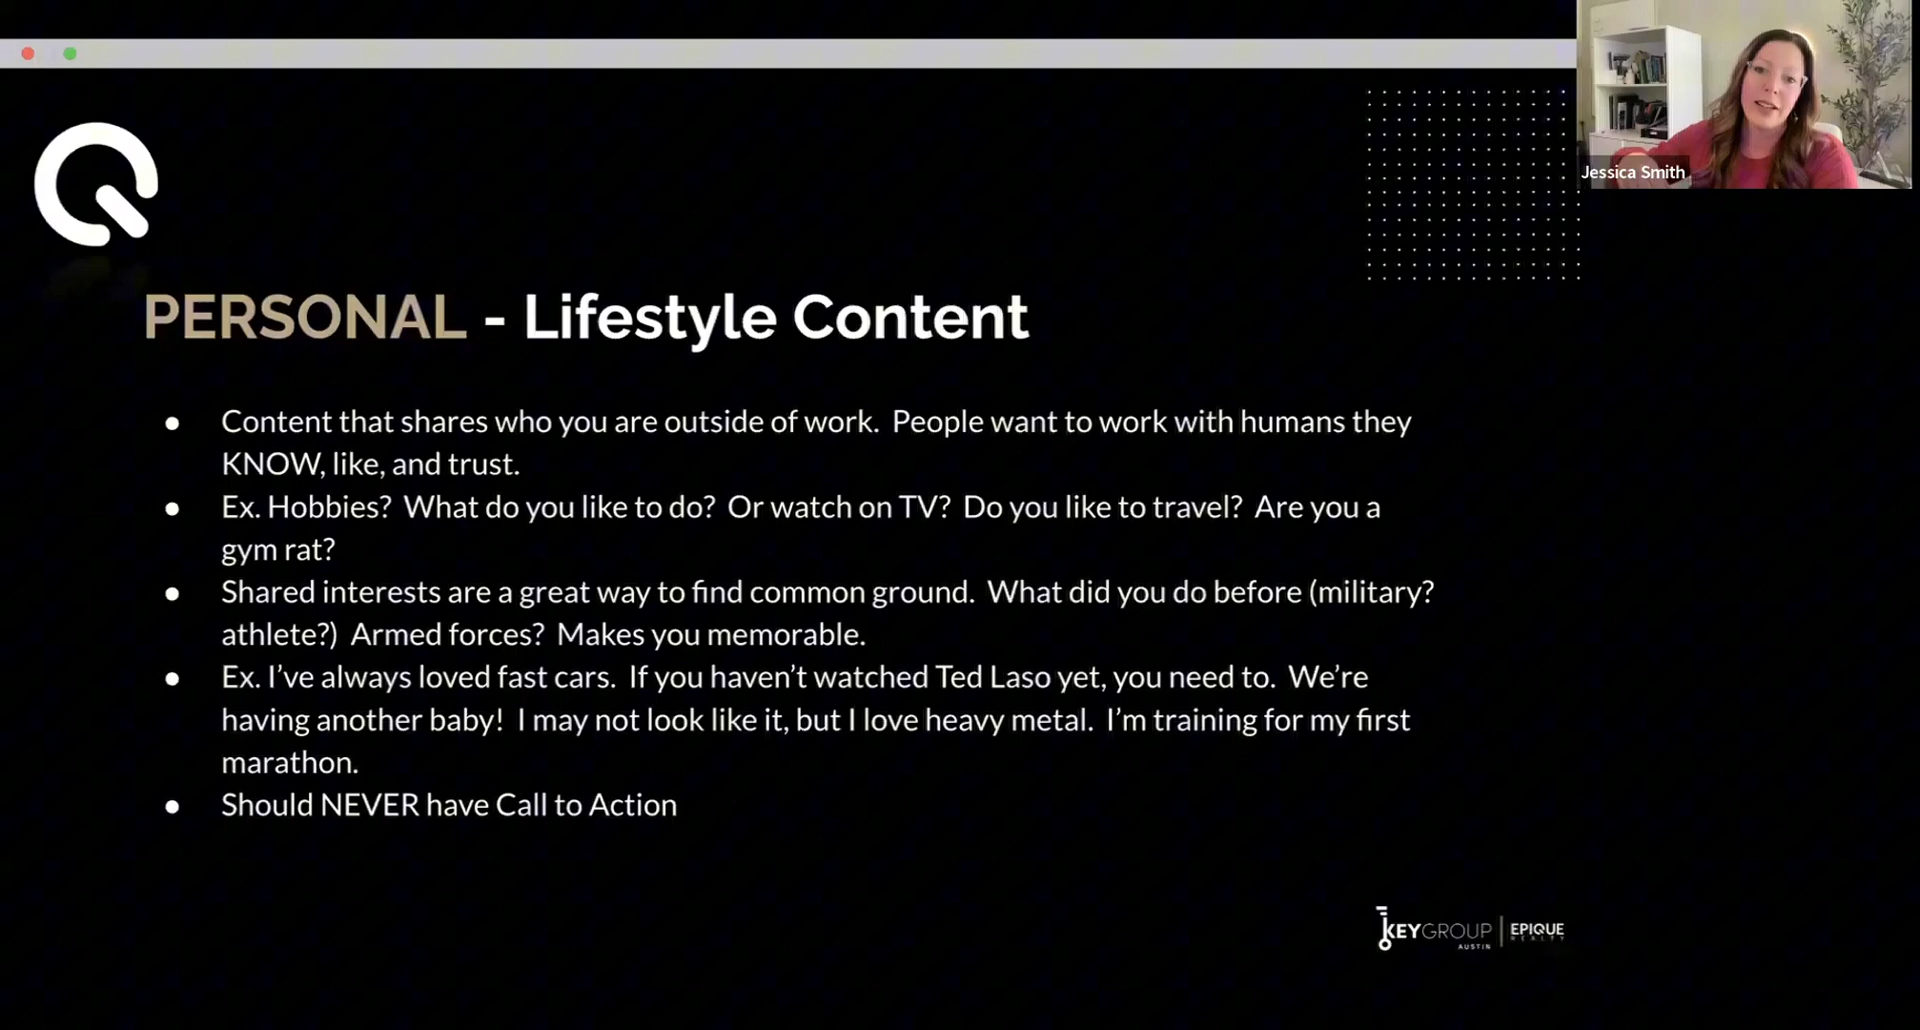 Jessica Smith
PERSONAL - Lifestyle Content
● Content that shares who you are outside of work.  People want to work with humans they
KNOW, like, and trust.
● Ex. Hobbies?  What do you like to do?  Or watch on TV?  Do you like to travel?  Are you a
gym rat?
● Shared interests are a great way to find common ground.  What did you do before (military?
athlete?)  Armed forces?  Makes you memorable.
● Ex. I’ve always loved fast cars.  If you haven’t watched Ted Laso yet, you need to.  We’re
having another baby!  I may not look like it, but I love heavy metal.  I’m training for my first
marathon.
● Should NEVER have Call to Action
KEYGROUP | EPIQUE
AUSTIN REALTY